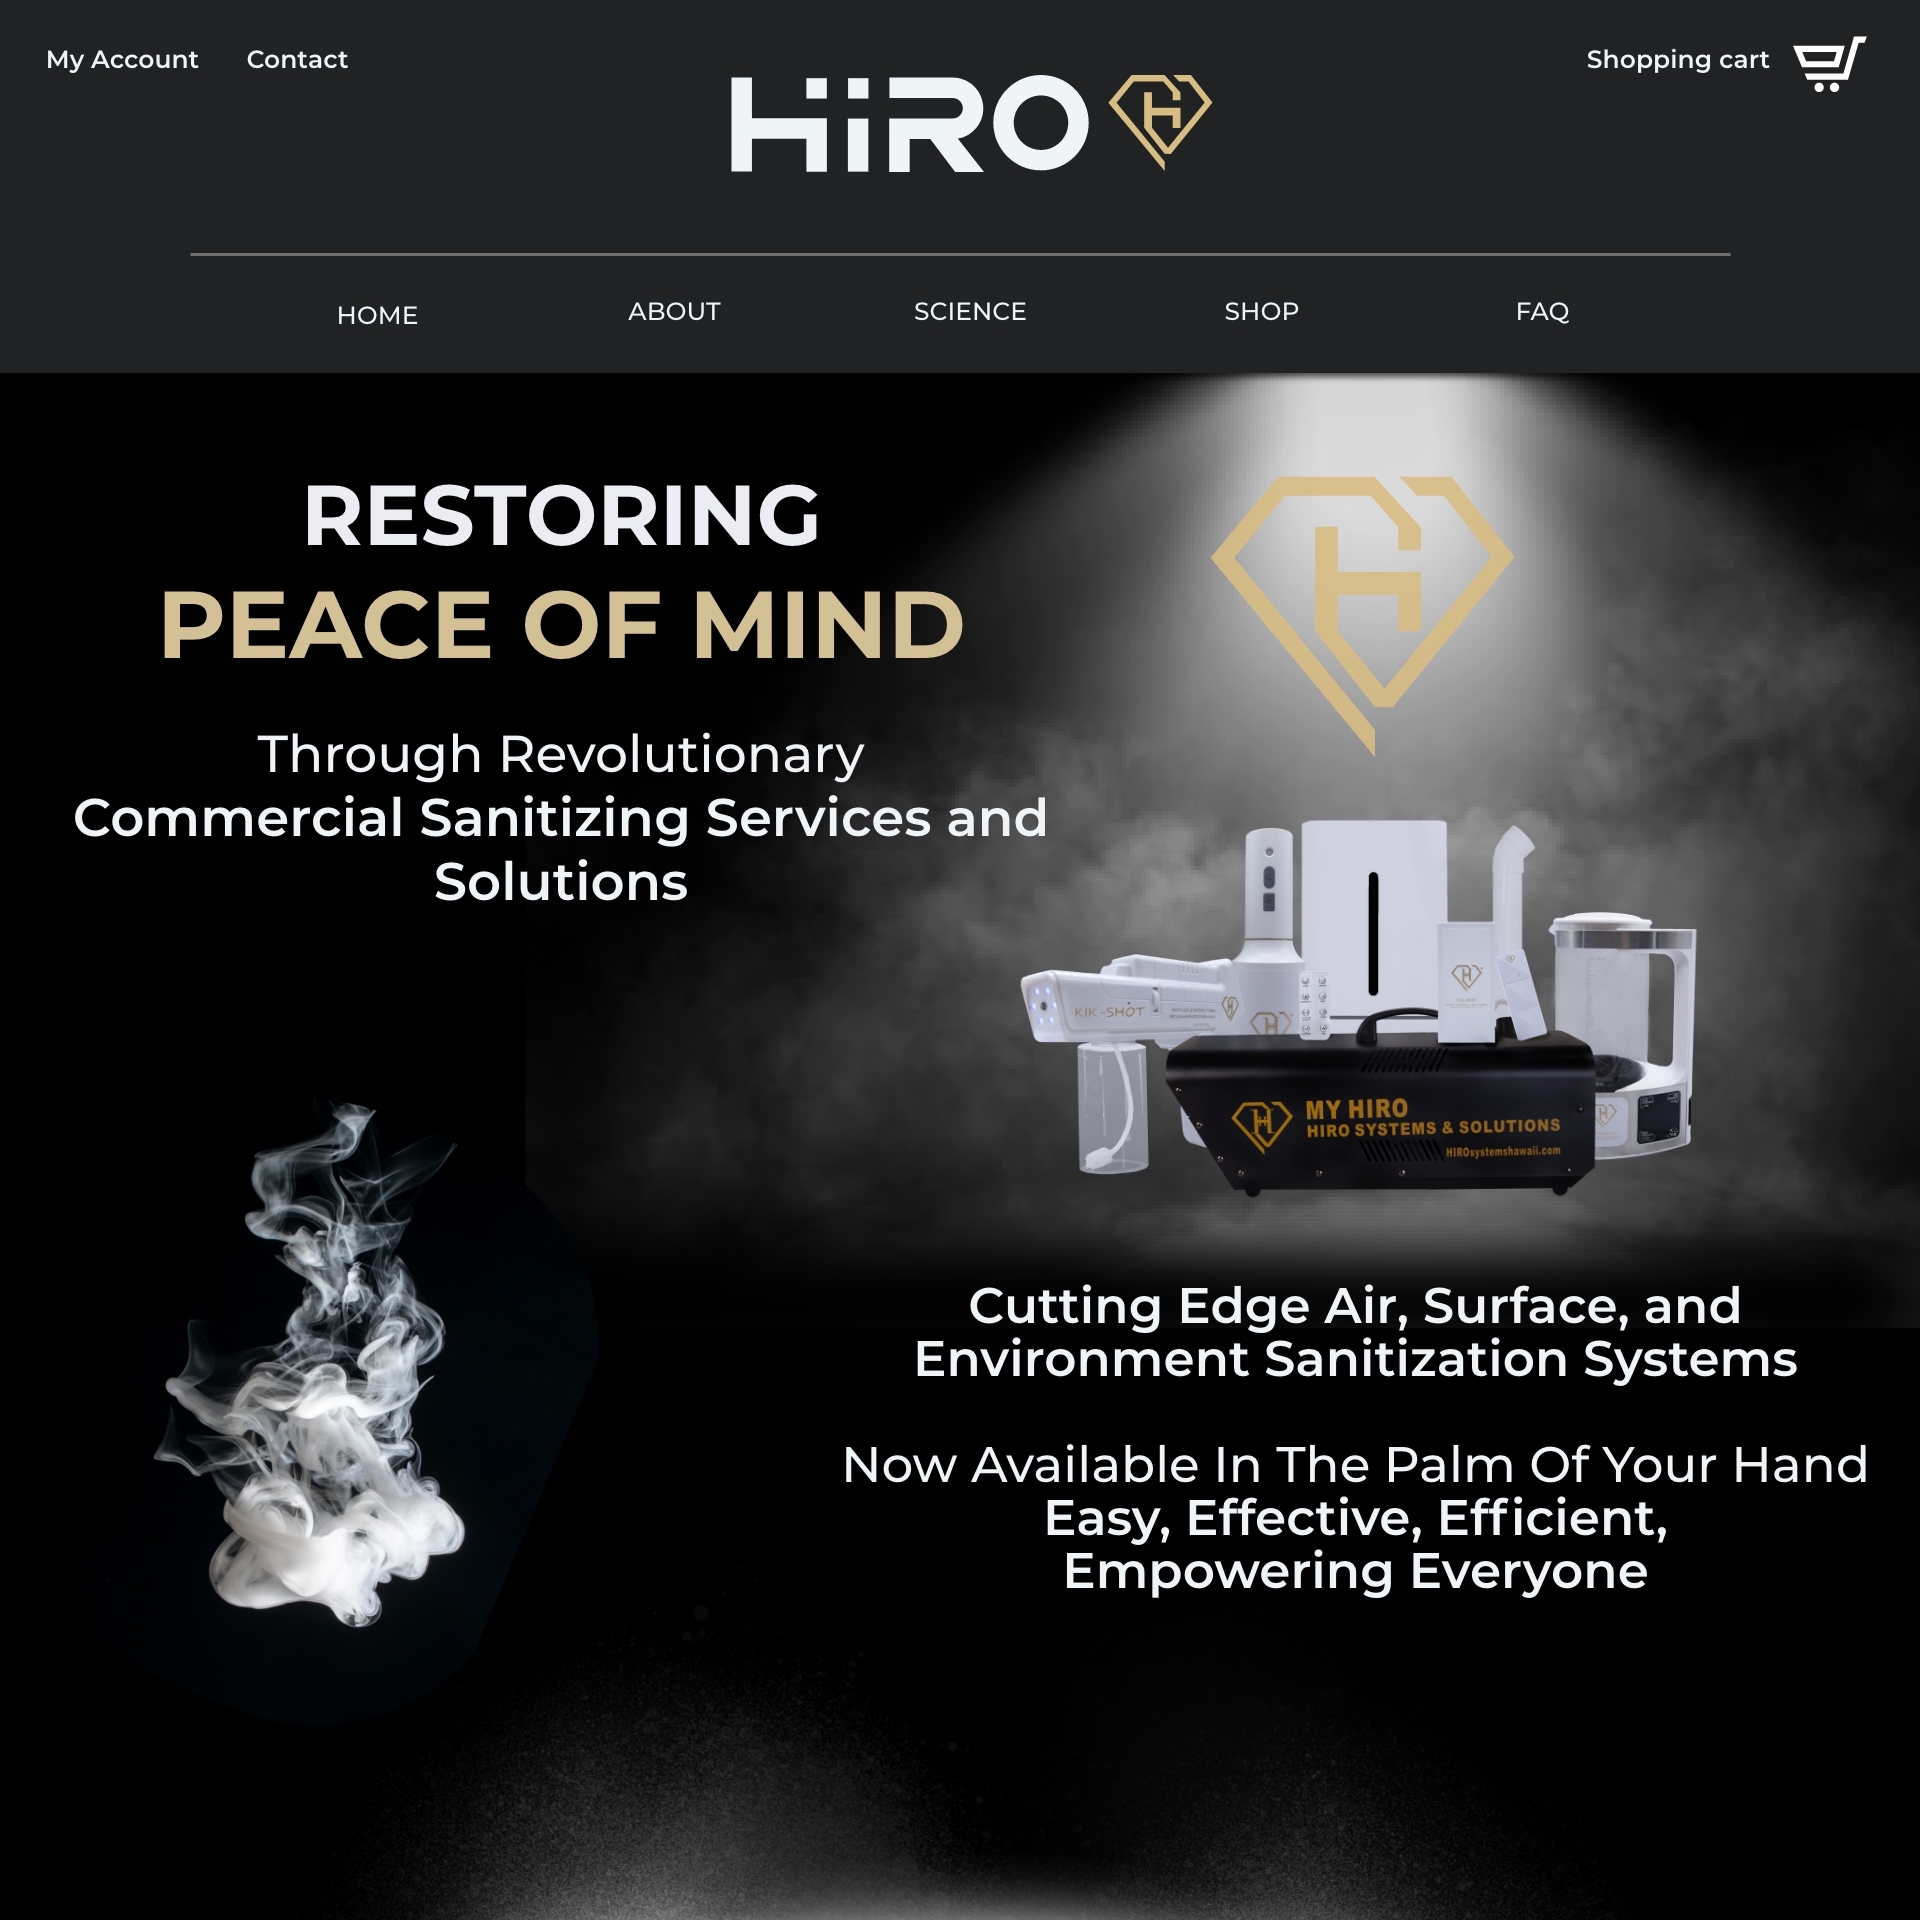 My Account
Contact
Shopping cart
HiRO
HOME
ABOUT
SCIENCE
SHOP
FAQ
RESTORING
PEACE OF MIND
Through Revolutionary
Commercial Sanitizing Services and
Solutions
KIK-SHOT
MY HIRO
HIRO SYSTEMS & SOLUTIONS
HIROsystemshawaii.com
Cutting Edge Air, Surface, and
Environment Sanitization Systems
Now Available In The Palm Of Your Hand
Easy, Effective, Efficient,
Empowering Everyone